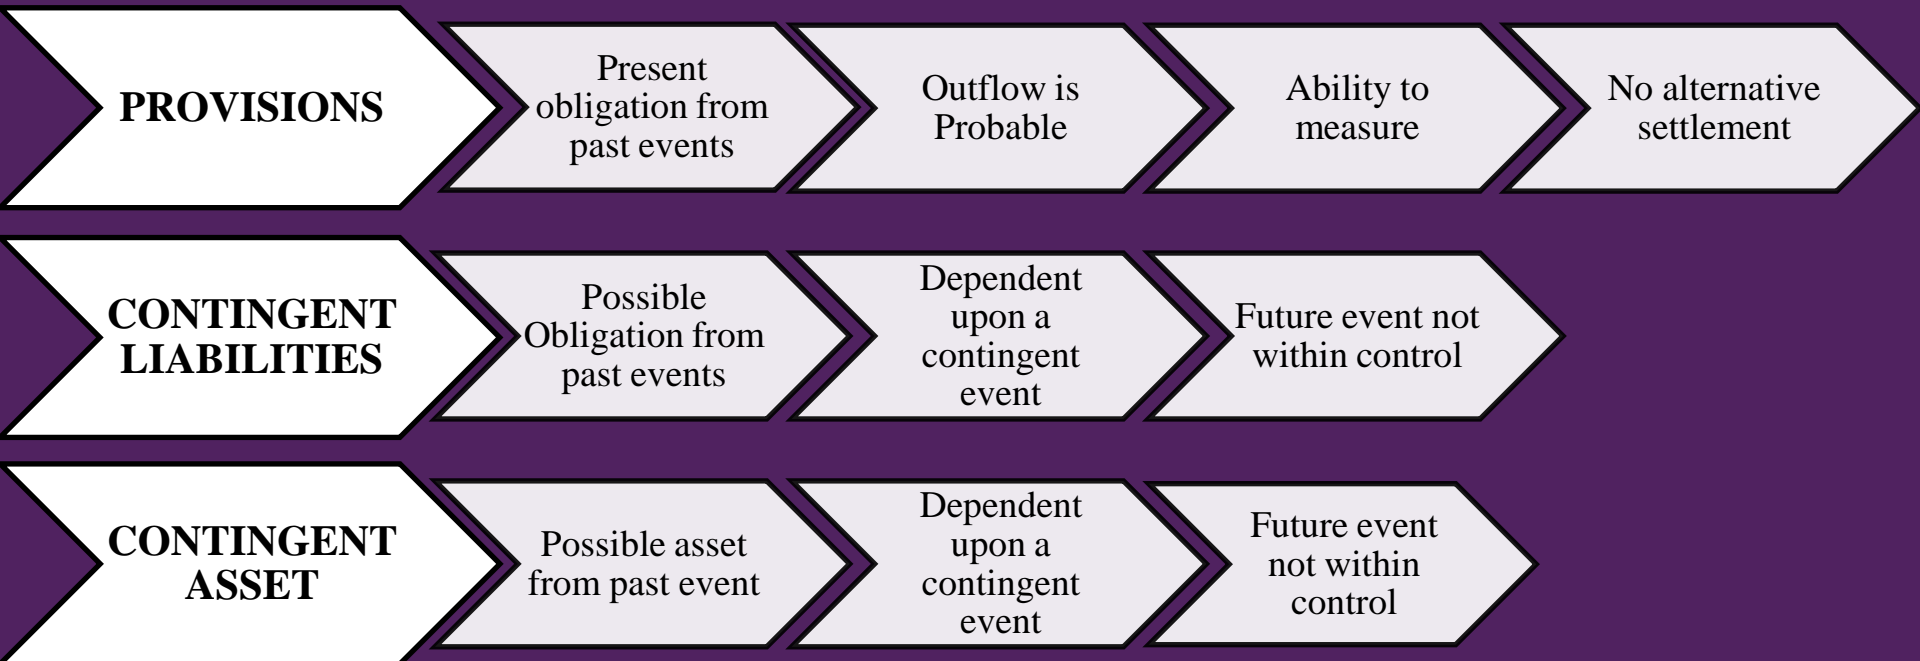 PROVISIONS
Present
obligation from
past events
Outflow is
Probable
Ability to
measure
No alternative
settlement
CONTINGENT
LIABILITIES
Possible
Obligation from
past events
Dependent
upon a
contingent
event
Future event not
within control
CONTINGENT
ASSET
Possible asset
from past event
Dependent
upon a
contingent
event
Future event
not within
control